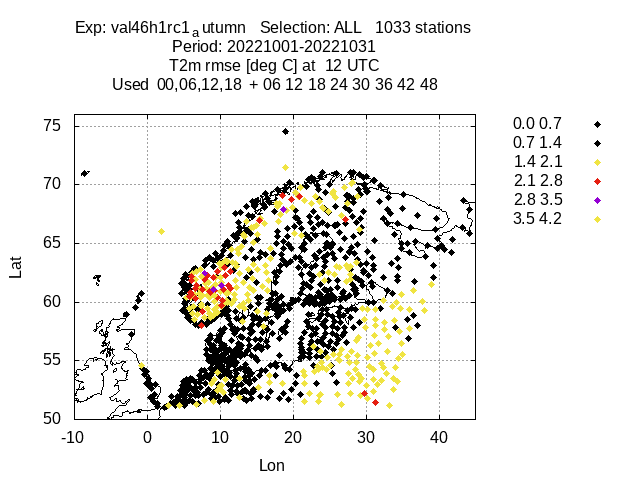 Exp: val46h1rc1ₐutumn Selection: ALL 1033 stations
Period: 20221001-20221031
T2m rmse [deg C] at 12 UTC
Used 00,06,12,18 + 06 12 18 24 30 36 42 48
75
70
65
60
55
50
Lat
-10 0 10 20 30 40
Lon
0.0 0.7
0.7 1.4
1.4 2.1
2.1 2.8
2.8 3.5
3.5 4.2